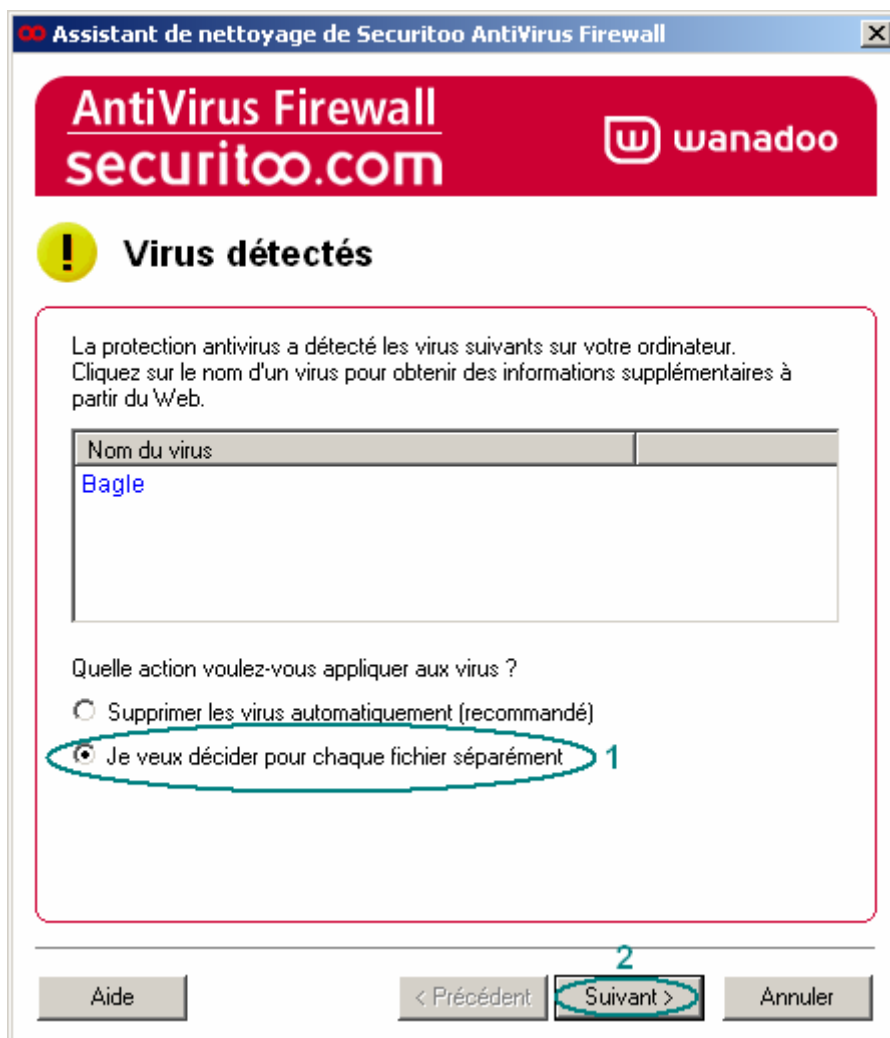 Assistant de nettoyage de Securitoo AntiVirus Firewall
AntiVirus Firewall
securitoo.com
wanadoo
Virus détectés
La protection antivirus a détecté les virus suivants sur votre ordinateur.
Cliquez sur le nom d'un virus pour obtenir des informations supplémentaires à
partir du Web.
Nom du virus
Bagle
Quelle action voulez-vous appliquer aux virus ?
Supprimer les virus automatiquement (recommandé)
Je veux décider pour chaque fichier séparément 1
2
Aide < Précédent Suivant > Annuler